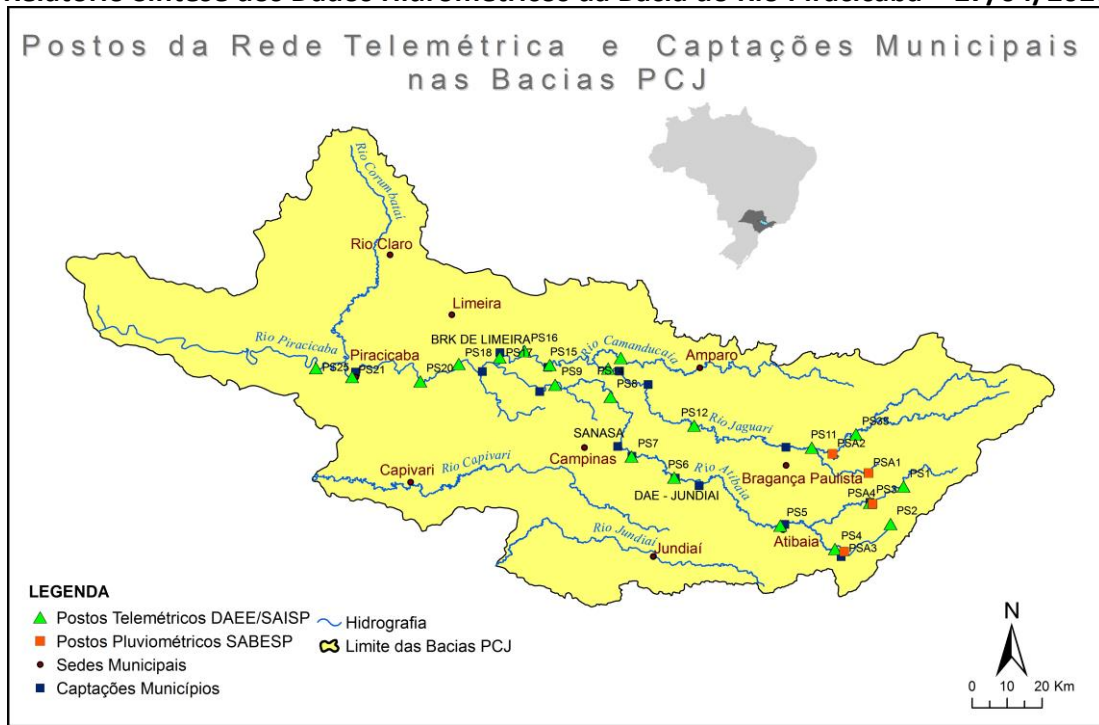 Postos da Rede Telemétrica e Captações Municipais
nas Bacias PCJ
Rio Corumbataí
Rio Claro
Limeira
BRK DE LIMEIRA
PS16
Rio Camanducaia
Amparo
Rio Piracicaba
Piracicaba
PS18
PS17
PS15
PS21
PS20
PS9
PS8
PS12
Rio Jaguari
PS11
PSA2
PSA1
PS1
SANASA
Campinas
PS7
PS6
DAE - JUNDIAI
Rio Atibaia
Bragança Paulista
PSA4
PS3
PS2
Capivari
Rio Capivari
PS5
Atibaia
PS4
PSA3
Rio Jundiaí
Jundiaí
LEGENDA
Postos Telemétricos DAEE/SAISP
Hidrografia
Postos Pluviométricos SABESP
Limite das Bacias PCJ
Sedes Municipais
Captações Municípios
N
0 10 20 Km